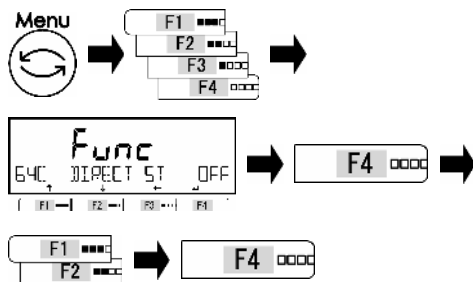 Menu
F1
F2
F3
F4
Func
64C DIRECT ST OFF
F1 F2 F3 F4
F4
F1
F2
F4